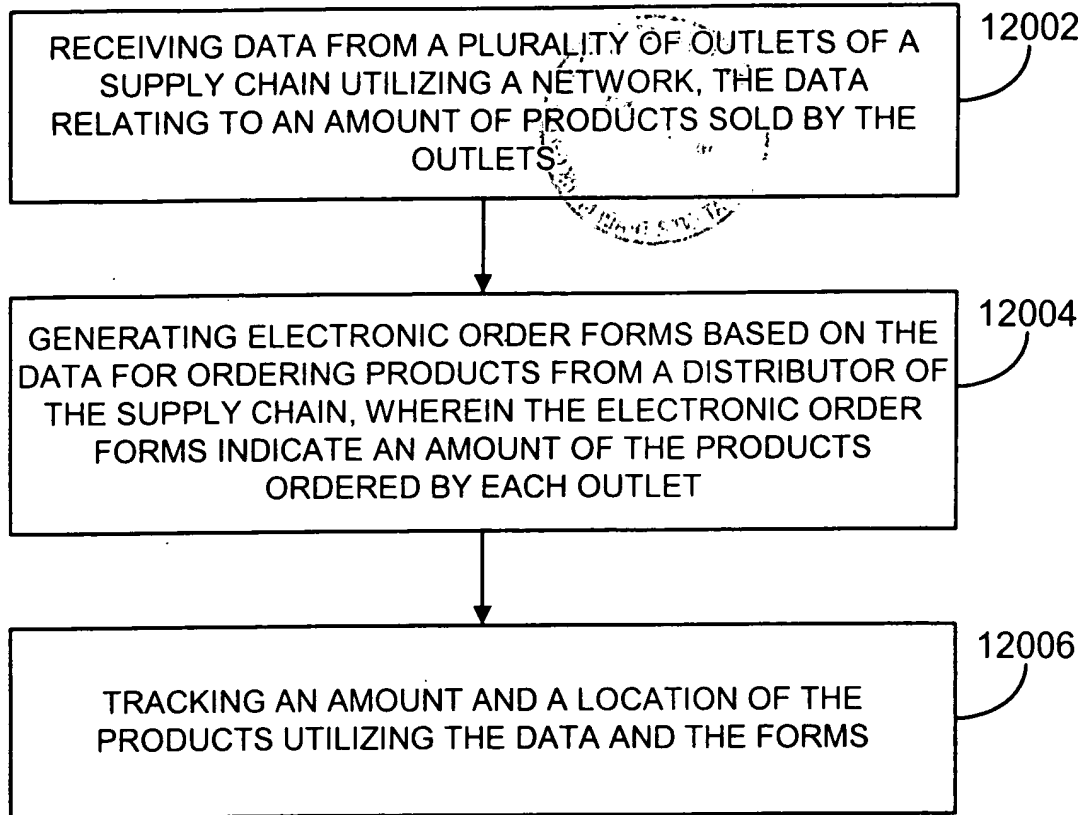 RECEIVING DATA FROM A PLURALITY OF OUTLETS OF A
SUPPLY CHAIN UTILIZING A NETWORK, THE DATA
RELATING TO AN AMOUNT OF PRODUCTS SOLD BY THE
OUTLETS
12002
GENERATING ELECTRONIC ORDER FORMS BASED ON THE
DATA FOR ORDERING PRODUCTS FROM A DISTRIBUTOR OF
THE SUPPLY CHAIN, WHEREIN THE ELECTRONIC ORDER
FORMS INDICATE AN AMOUNT OF THE PRODUCTS
ORDERED BY EACH OUTLET
12004
TRACKING AN AMOUNT AND A LOCATION OF THE
PRODUCTS UTILIZING THE DATA AND THE FORMS
12006